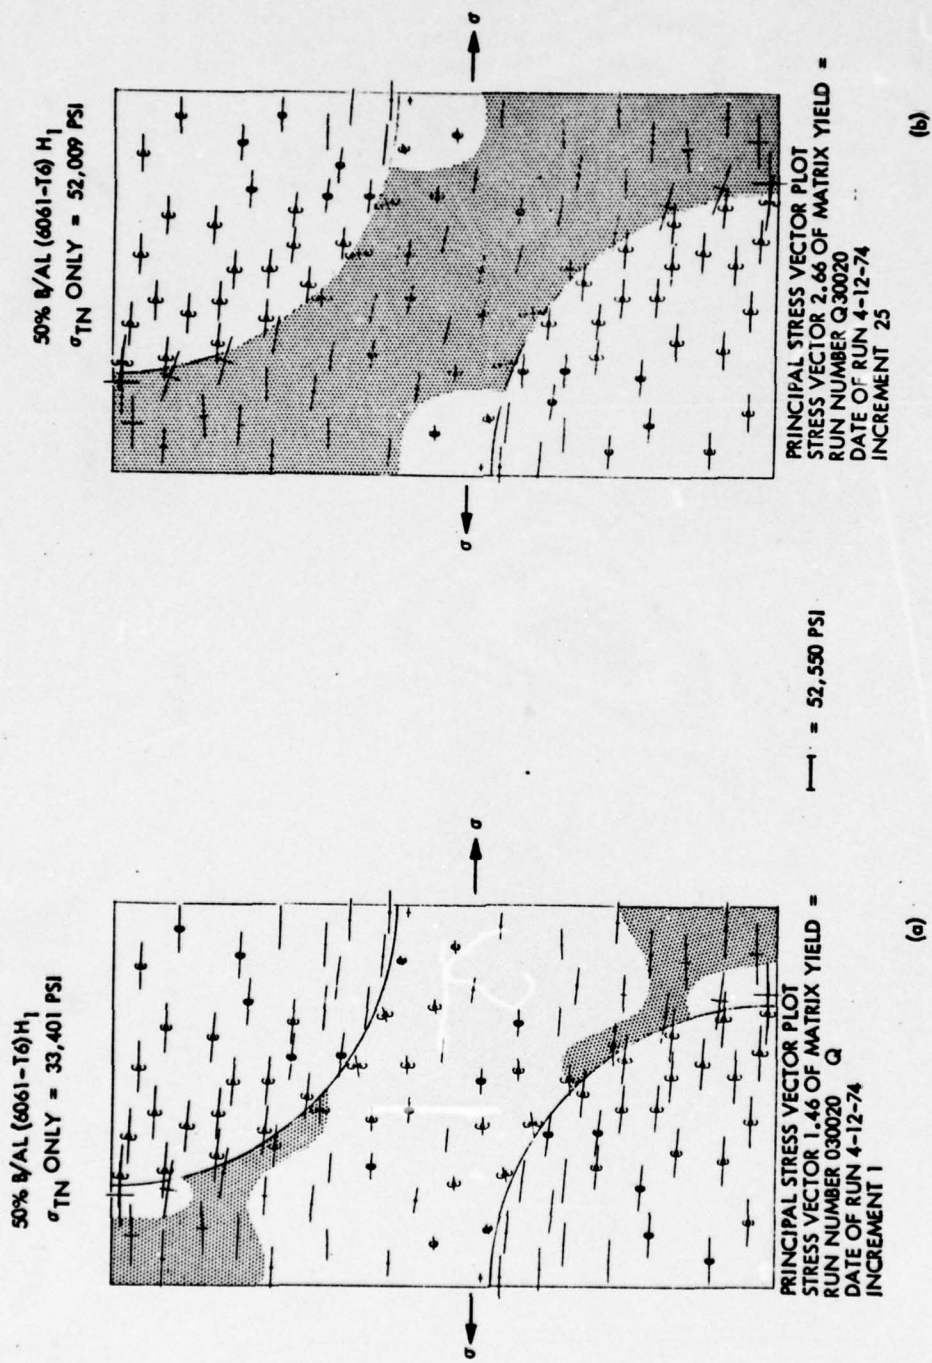 50% B/AL (6061-T6) H1
σTN ONLY = 33,401 PSI
σ
σ
PRINCIPAL STRESS VECTOR PLOT
STRESS VECTOR 1.46 OF MATRIX YIELD =
RUN NUMBER 030020 Q
DATE OF RUN 4-12-74
INCREMENT 1
(a)
= 52,550 PSI
50% B/AL (6061-T6) H1
σTN ONLY = 52,009 PSI
σ
σ
PRINCIPAL STRESS VECTOR PLOT
STRESS VECTOR 2.66 OF MATRIX YIELD =
RUN NUMBER Q30020
DATE OF RUN 4-12-74
INCREMENT 25
(b)